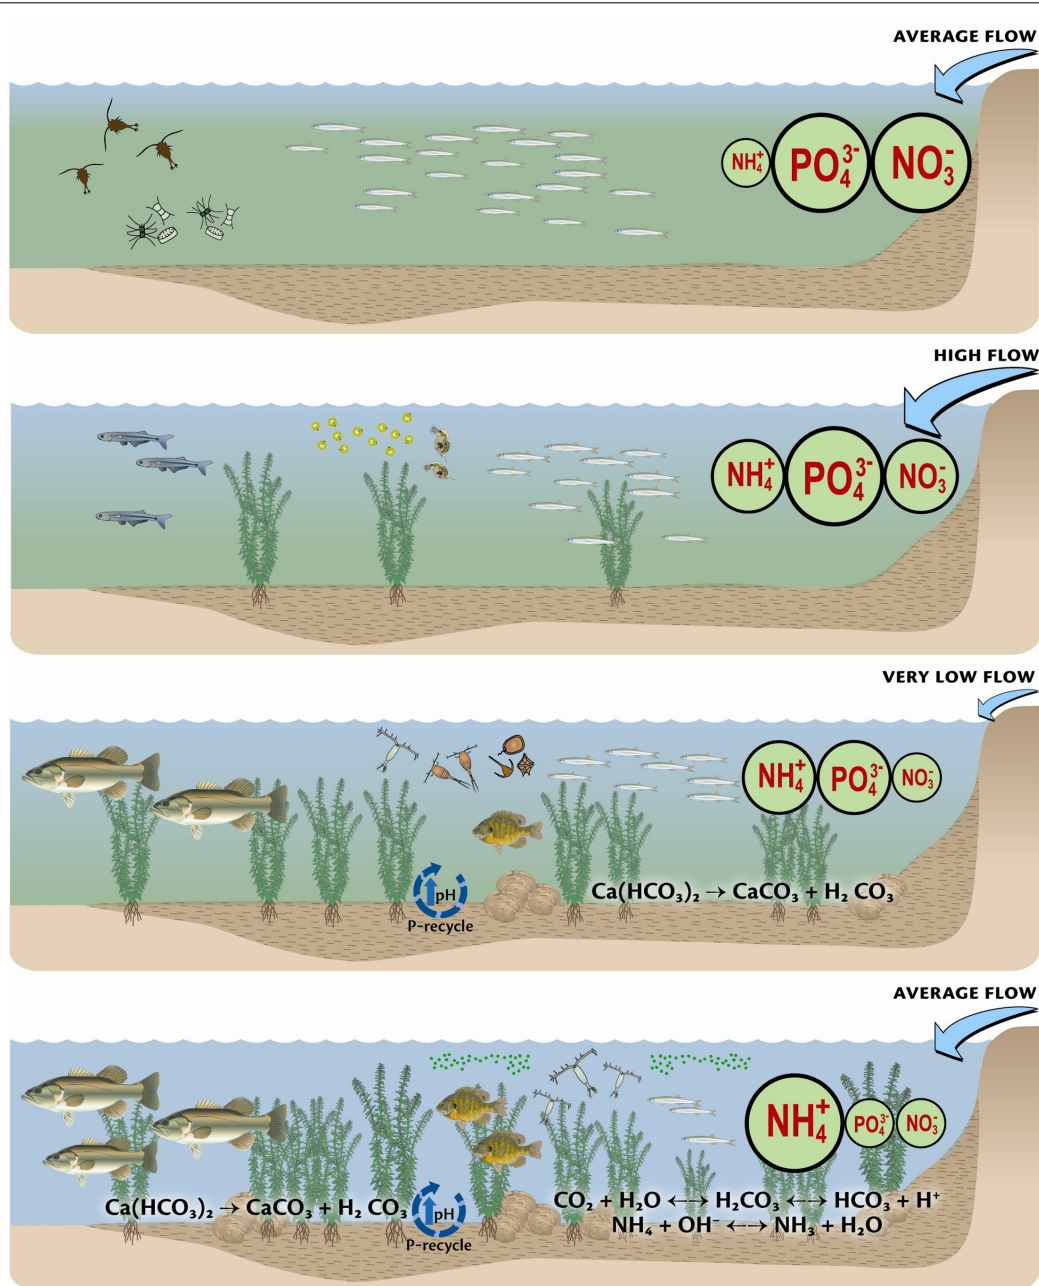 AVERAGE FLOW
NH₄⁺ PO₄³⁻ NO₃⁻
HIGH FLOW
NH₄⁺ PO₄³⁻ NO₃⁻
VERY LOW FLOW
NH₄⁺ PO₄³⁻ NO₃⁻
Ca(HCO₃)₂ → CaCO₃ + H₂ CO₃
pH
P-recycle
AVERAGE FLOW
NH₄⁺ PO₄³⁻ NO₃⁻
Ca(HCO₃)₂ → CaCO₃ + H₂ CO₃
pH
P-recycle
CO₂ + H₂O ↔ H₂CO₃ ↔ HCO₃ + H⁺
NH₄ + OH⁻ ↔ NH₃ + H₂O